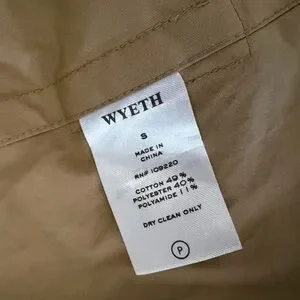 WYETH
S
MADE IN
CHINA
RN# 109220
COTTON 49%
POLYESTER 40%
POLYAMIDE 11%
DRY CLEAN ONLY
P